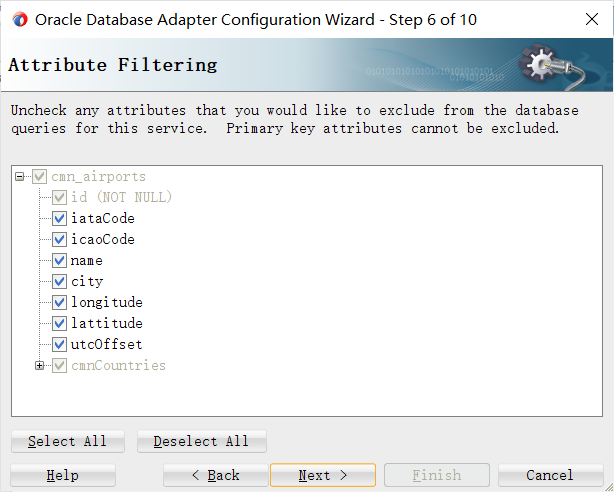 Oracle Database Adapter Configuration Wizard - Step 6 of 10
Attribute Filtering
Uncheck any attributes that you would like to exclude from the database
queries for this service.  Primary key attributes cannot be excluded.
cmn_airports
id (NOT NULL)
iataCode
icaoCode
name
city
longitude
lattitude
utcOffset
cmnCountries
Select All
Deselect All
Help
< Back
Next >
Finish
Cancel